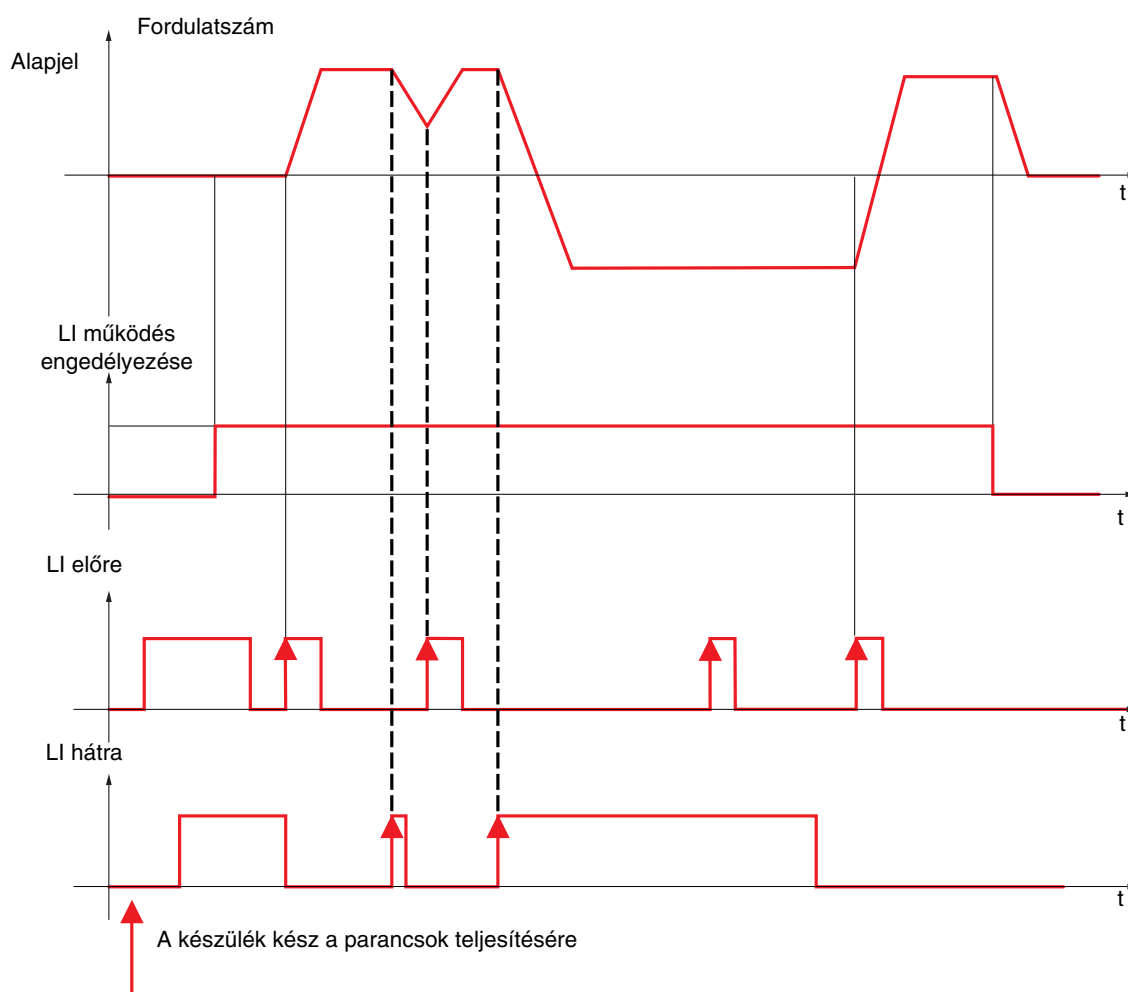 Fordulatszám
Alapjel
t
LI működés
engedélyezése
t
LI előre
t
LI hátra
t
A készülék kész a parancsok teljesítésére